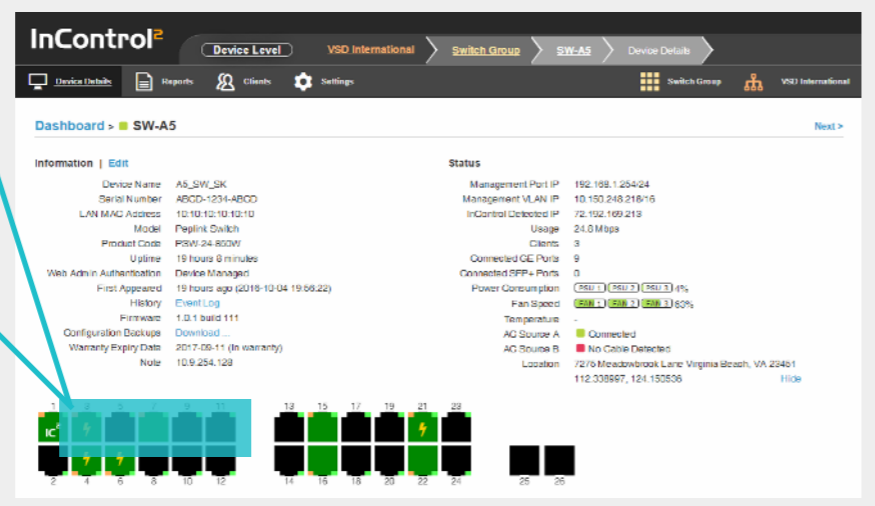 InControl²
Device Level
VSD International
Switch Group
SW-A5
Device Details
Device Details
Reports
Clients
Settings
Switch Group
VSD International
Dashboard > SW-A5
Next >
Information | Edit
Device Name A5_SW_SK
Serial Number ABCD-1234-ABCD
LAN MAC Address 10:10:10:10:10:10
Model Peplink Switch
Product Code PSW-24-800W
Uptime 19 hours 8 minutes
Web Admin Authentication Device Managed
First Appeared 19 hours ago (2016-10-04 19:56:22)
History Event Log
Firmware 1.0.1 build 111
Configuration Backups Download ...
Warranty Expiry Date 2017-09-11 (In warranty)
Note 10.9.254.128
Status
Management Port IP 192.168.1.254/24
Management VLAN IP 10.150.248.218/16
InControl Detected IP 72.192.169.213
Usage 24.8 Mbps
Clients 3
Connected GE Ports 9
Connected SFP+ Ports 0
Power Consumption PSU 1 PSU 2 PSU 3 4%
Fan Speed FAN 1 FAN 2 FAN 3 63%
Temperature -
AC Source A Connected
AC Source B No Cable Detected
Location 7275 Meadowbrook Lane Virginia Beach, VA 23451
112.338997, 124.150536 Hide
1 3 5 7 9 11 13 15 17 19 21 23
IC²
2 4 6 8 10 12 14 16 18 20 22 24 25 26